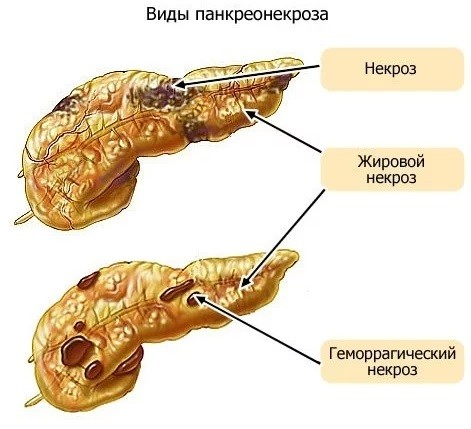 Виды панкреонекроза
Некроз
Жировой
некроз
Геморрагический
некроз